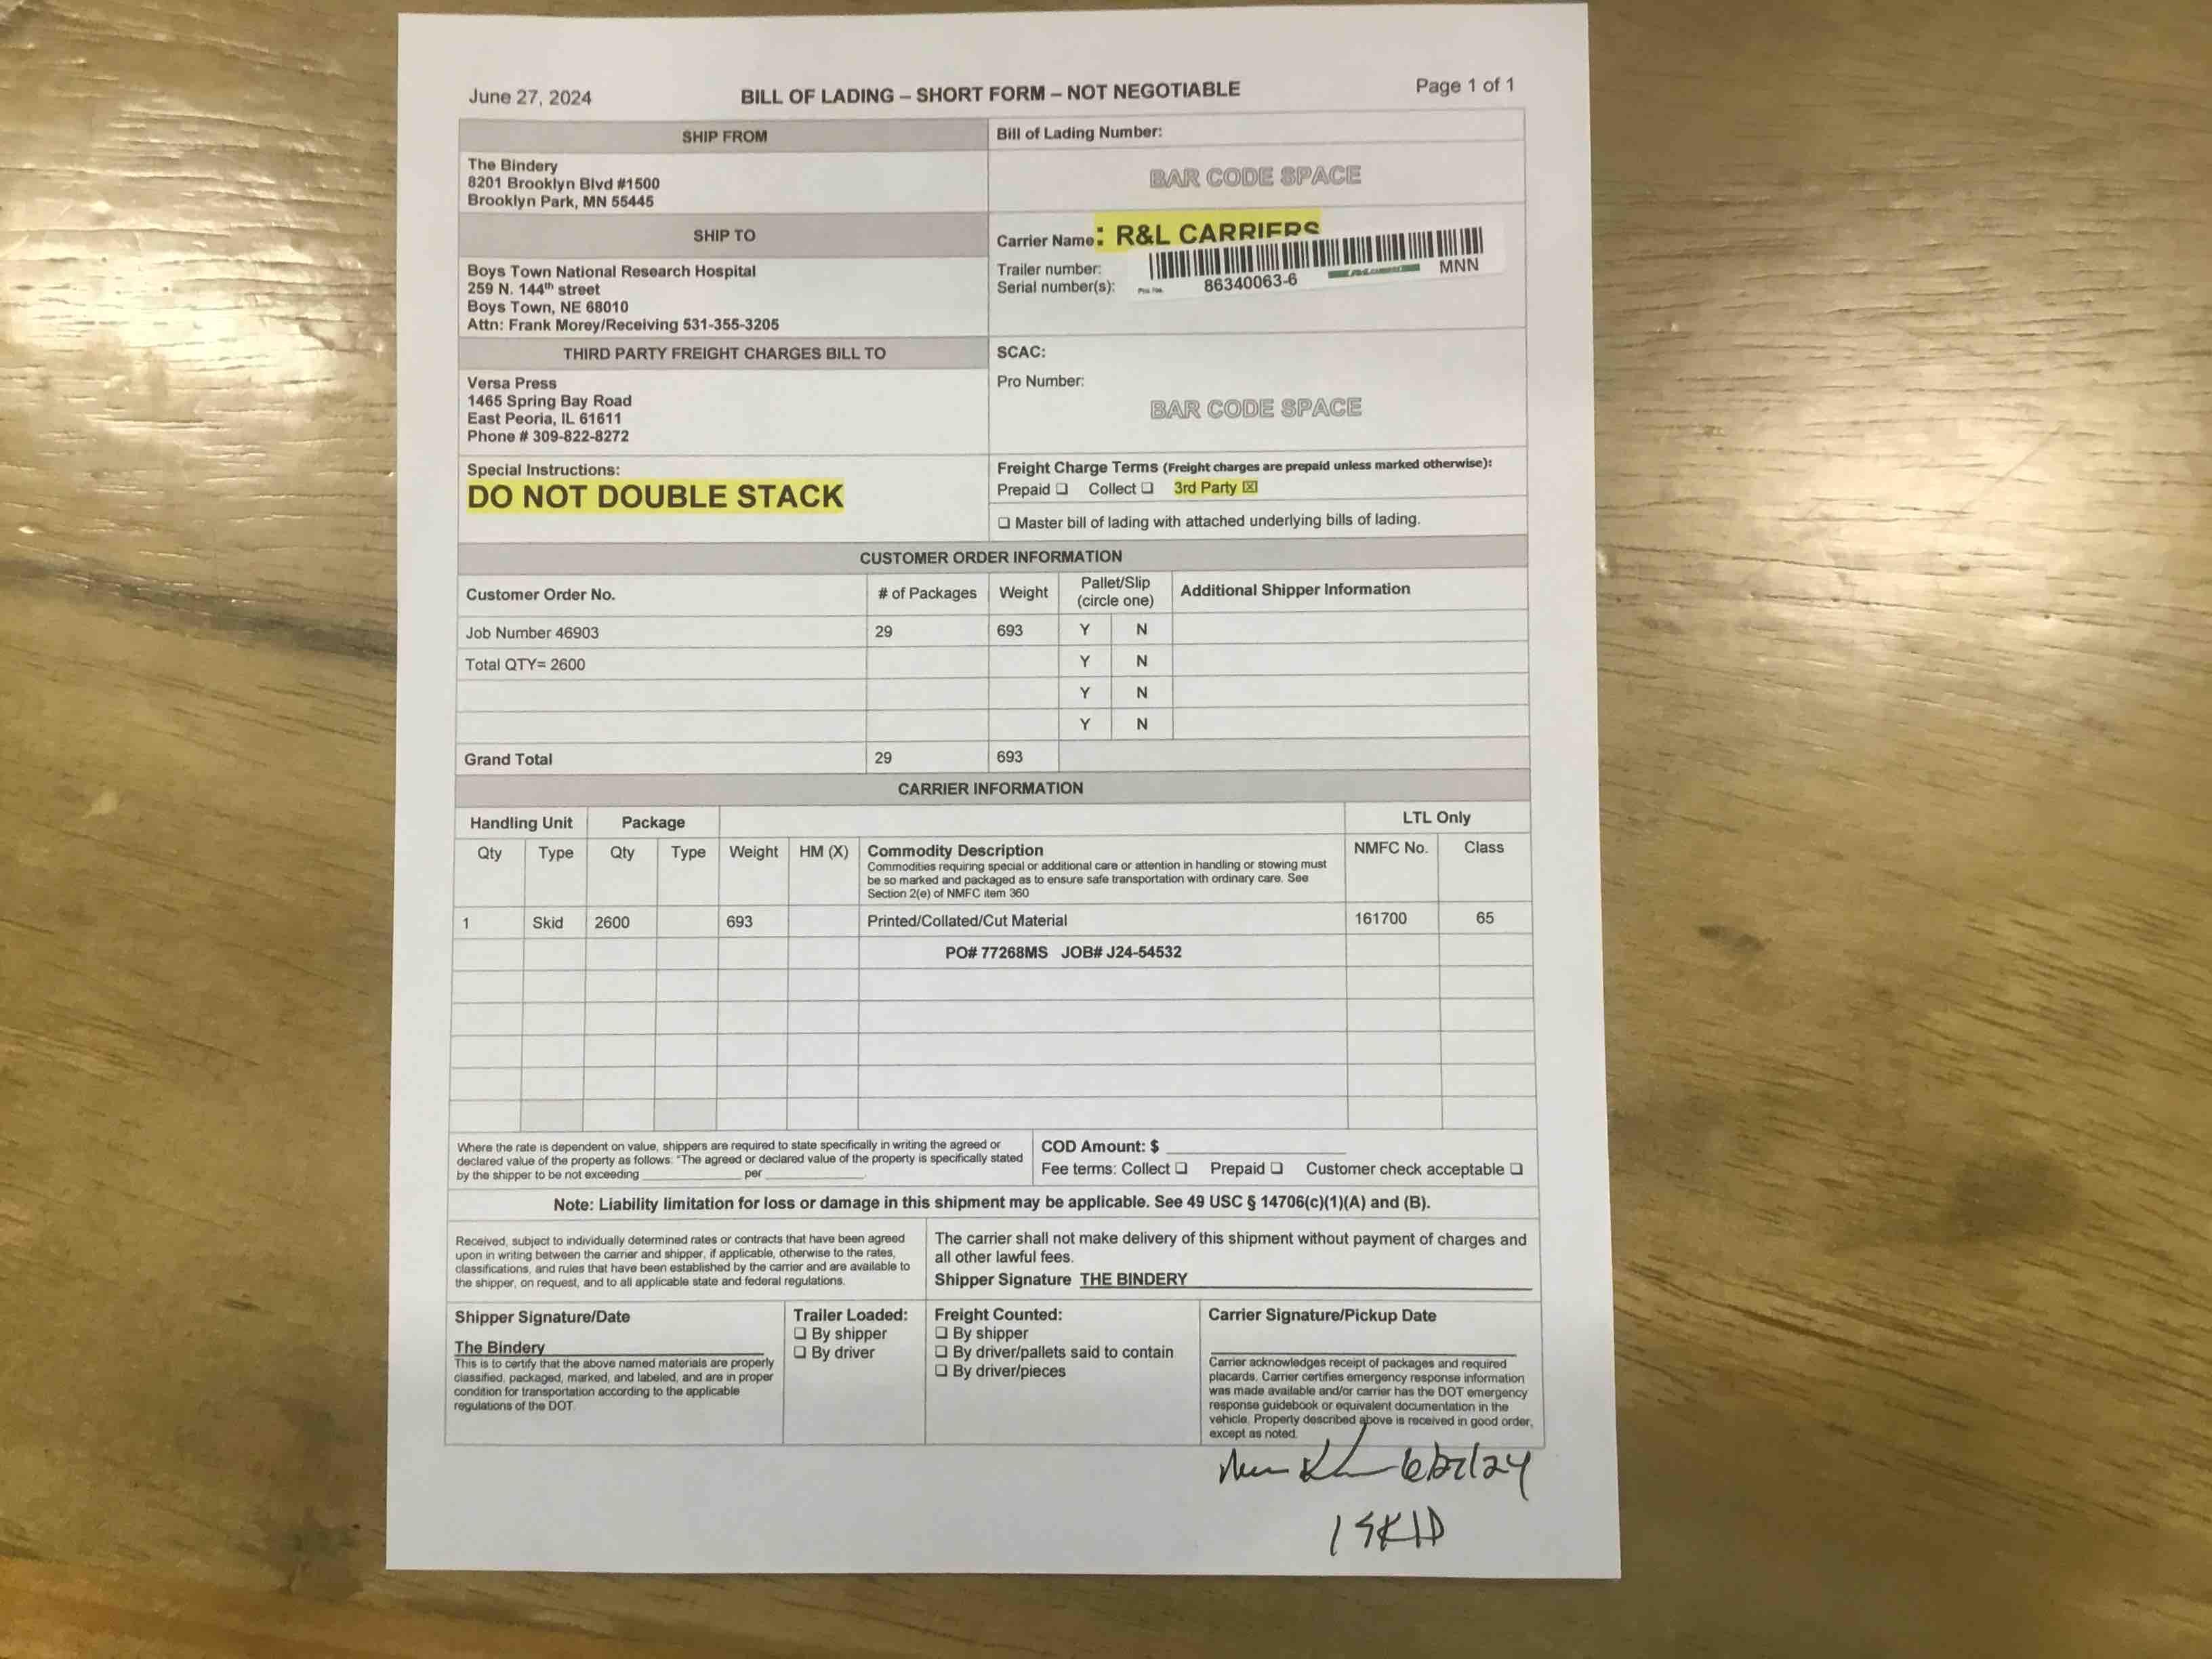 June 27, 2024
BILL OF LADING – SHORT FORM – NOT NEGOTIABLE
Page 1 of 1
SHIP FROM
The Bindery
8201 Brooklyn Blvd #1500
Brooklyn Park, MN 55445
Bill of Lading Number:
BAR CODE SPACE
SHIP TO
Boys Town National Research Hospital
259 N. 144th street
Boys Town, NE 68010
Attn: Frank Morey/Receiving 531-355-3205
Carrier Name: R&L CARRIERS
Trailer number:
Serial number(s):
86340063-6
MNN
THIRD PARTY FREIGHT CHARGES BILL TO
Versa Press
1465 Spring Bay Road
East Peoria, IL 61611
Phone # 309-822-8272
SCAC:
Pro Number:
BAR CODE SPACE
Special Instructions:
DO NOT DOUBLE STACK
Freight Charge Terms (Freight charges are prepaid unless marked otherwise):
Prepaid ❑ Collect ❑ 3rd Party ☒
❑ Master bill of lading with attached underlying bills of lading.
CUSTOMER ORDER INFORMATION
Customer Order No. # of Packages Weight Pallet/Slip (circle one) Additional Shipper Information
Job Number 46903 29 693 Y N
Total QTY= 2600 Y N
Y N
Y N
Grand Total 29 693
CARRIER INFORMATION
Handling Unit Package LTL Only
Qty Type Qty Type Weight HM (X) Commodity Description NMFC No. Class
Commodities requiring special or additional care or attention in handling or stowing must
be so marked and packaged as to ensure safe transportation with ordinary care. See
Section 2(e) of NMFC item 360
1 Skid 2600 693 Printed/Collated/Cut Material 161700 65
PO# 77268MS JOB# J24-54532
Where the rate is dependent on value, shippers are required to state specifically in writing the agreed or
declared value of the property as follows: "The agreed or declared value of the property is specifically stated
by the shipper to be not exceeding ____ per ____.
COD Amount: $
Fee terms: Collect ❑ Prepaid ❑ Customer check acceptable ❑
Note: Liability limitation for loss or damage in this shipment may be applicable. See 49 USC § 14706(c)(1)(A) and (B).
Received, subject to individually determined rates or contracts that have been agreed
upon in writing between the carrier and shipper, if applicable, otherwise to the rates,
classifications, and rules that have been established by the carrier and are available to
the shipper, on request, and to all applicable state and federal regulations.
The carrier shall not make delivery of this shipment without payment of charges and
all other lawful fees.
Shipper Signature THE BINDERY
Shipper Signature/Date
The Bindery
This is to certify that the above named materials are properly
classified, packaged, marked, and labeled, and are in proper
condition for transportation according to the applicable
regulations of the DOT.
Trailer Loaded:
❑ By shipper
❑ By driver
Freight Counted:
❑ By shipper
❑ By driver/pallets said to contain
❑ By driver/pieces
Carrier Signature/Pickup Date
Carrier acknowledges receipt of packages and required
placards. Carrier certifies emergency response information
was made available and/or carrier has the DOT emergency
response guidebook or equivalent documentation in the
vehicle. Property described above is received in good order,
except as noted.
6/27/24
1 SKID